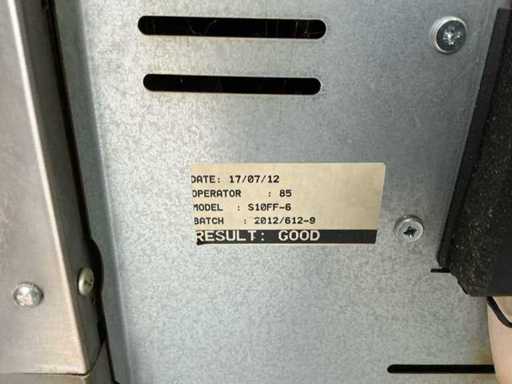 DATE: 17/07/12
OPERATOR : 85
MODEL : S10FF-6
BATCH : 2012/612-9
RESULT: GOOD